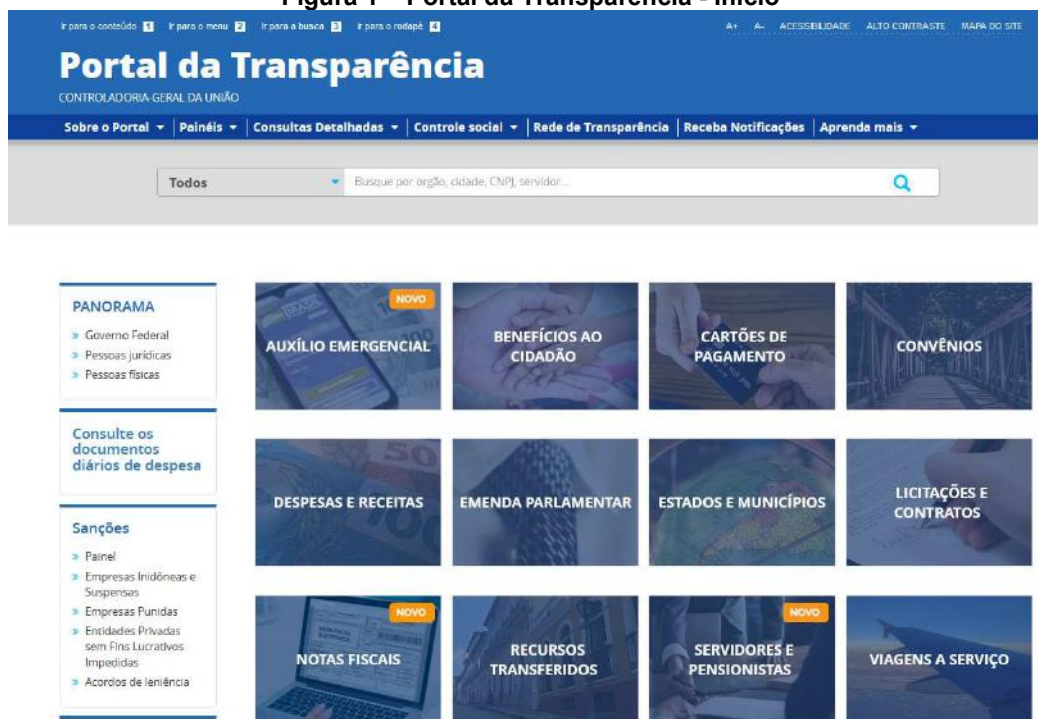 Figura 1 – Portal da Transparência - Início
Ir para o conteúdo 1 Ir para o menu 2 Ir para a busca 3 Ir para o rodapé 4
A+ A- ACESSIBILIDADE ALTO CONTRASTE MAPA DO SITE
Portal da Transparência
CONTROLADORIA-GERAL DA UNIÃO
Sobre o Portal Painéis Consultas Detalhadas Controle social Rede de Transparência Receba Notificações Aprenda mais
Todos Busque por órgão, cidade, CNPJ, servidor...
PANORAMA
» Governo Federal
» Pessoas jurídicas
» Pessoas físicas
Consulte os
documentos
diários de despesa
Sanções
» Painel
» Empresas Inidôneas e
Suspensas
» Empresas Punidas
» Entidades Privadas
sem Fins Lucrativos
Impedidas
» Acordos de leniência
NOVO
AUXÍLIO EMERGENCIAL
BENEFÍCIOS AO
CIDADÃO
CARTÕES DE
PAGAMENTO
CONVÊNIOS
DESPESAS E RECEITAS
EMENDA PARLAMENTAR
ESTADOS E MUNICÍPIOS
LICITAÇÕES E
CONTRATOS
NOVO
NOTAS FISCAIS
RECURSOS
TRANSFERIDOS
NOVO
SERVIDORES E
PENSIONISTAS
VIAGENS A SERVIÇO